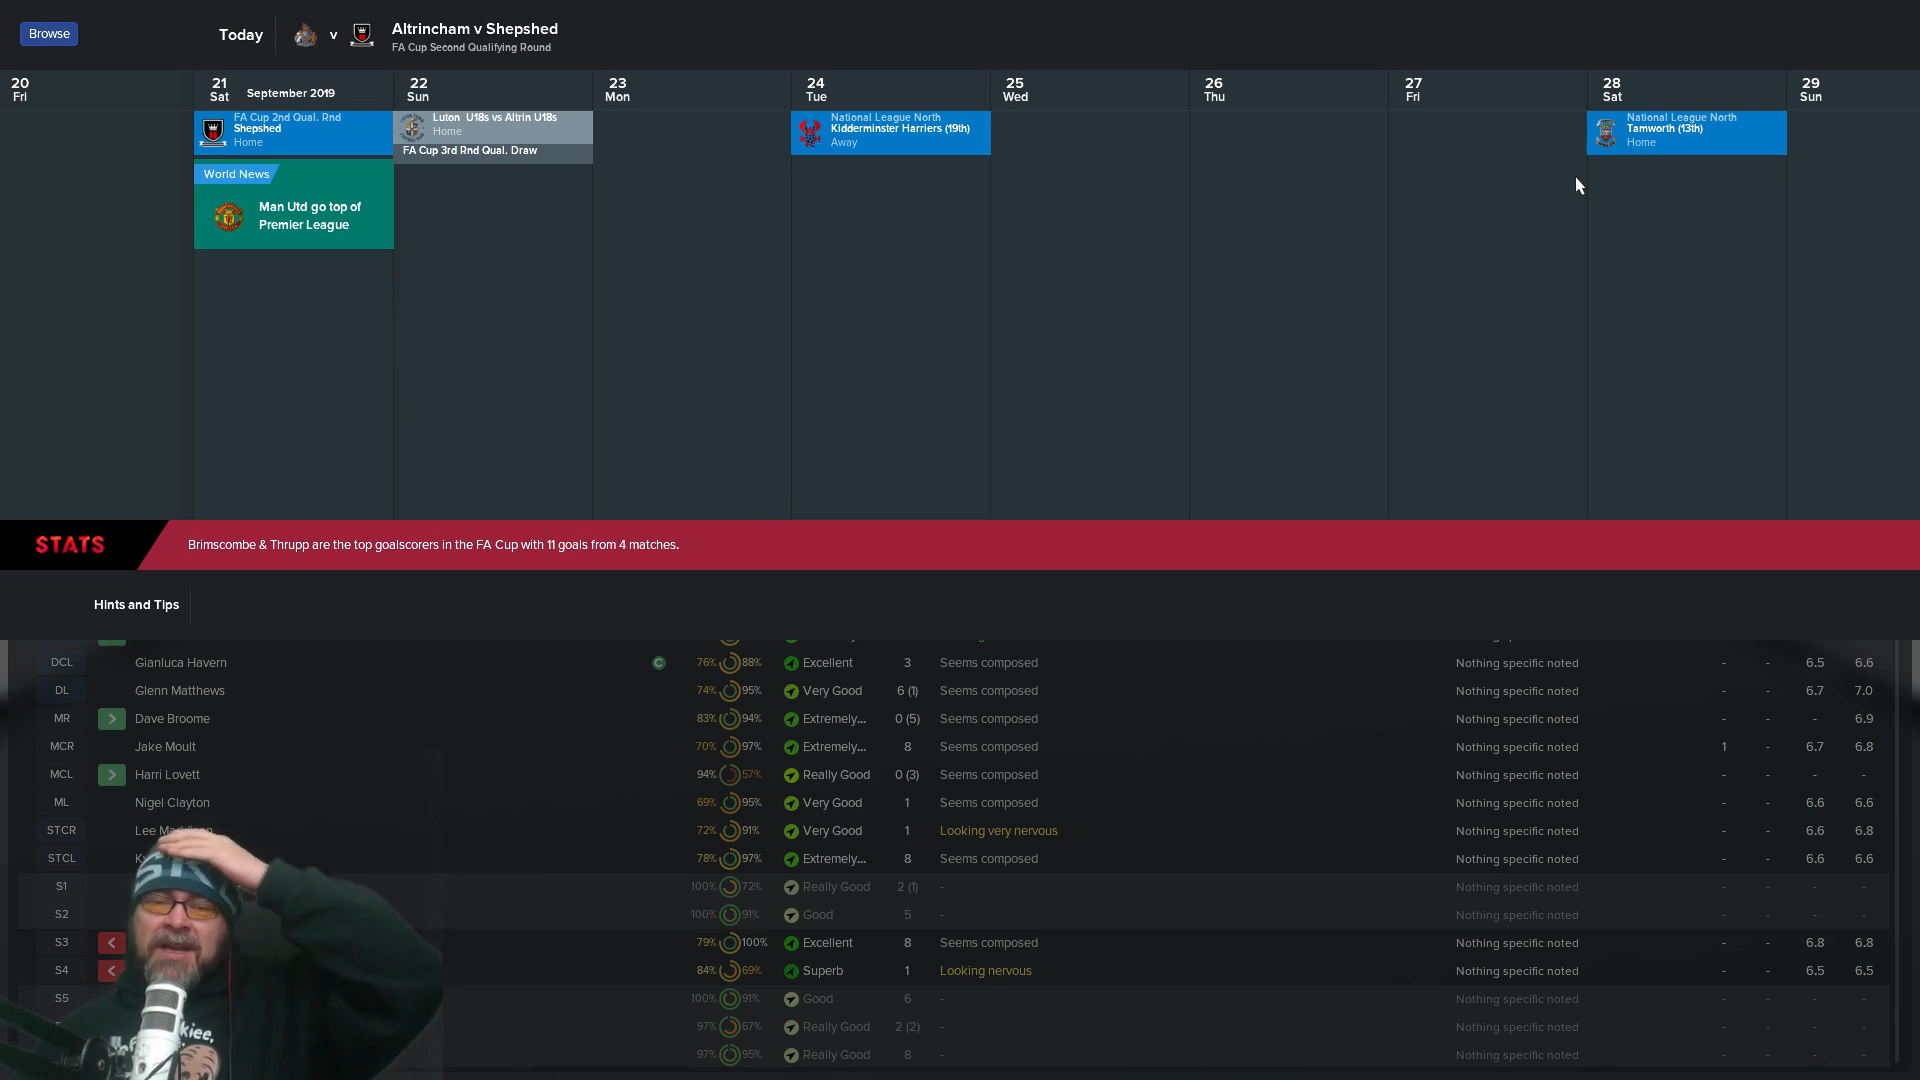 Browse
Today
v
Altrincham v Shepshed
FA Cup Second Qualifying Round
20
Fri
21
Sat
September 2019
22
Sun
23
Mon
24
Tue
25
Wed
26
Thu
27
Fri
28
Sat
29
Sun
FA Cup 2nd Qual. Rnd
Shepshed
Home
Luton U18s vs Altrin U18s
Home
FA Cup 3rd Rnd Qual. Draw
National League North
Kidderminster Harriers (19th)
Away
National League North
Tamworth (13th)
Home
World News
Man Utd go top of
Premier League
STATS
Brimscombe & Thrupp are the top goalscorers in the FA Cup with 11 goals from 4 matches.
Hints and Tips
DCL Gianluca Havern C 76% 88% Excellent 3 Seems composed Nothing specific noted - - 6.5 6.6
DL Glenn Matthews 74% 95% Very Good 6 (1) Seems composed Nothing specific noted - - 6.7 7.0
MR Dave Broome 83% 94% Extremely... 0 (5) Seems composed Nothing specific noted - - - 6.9
MCR Jake Moult 70% 97% Extremely... 8 Seems composed Nothing specific noted 1 - 6.7 6.8
MCL Harri Lovett 94% 57% Really Good 0 (3) Seems composed Nothing specific noted - - - -
ML Nigel Clayton 69% 95% Very Good 1 Seems composed Nothing specific noted - - 6.6 6.6
STCR Lee 72% 91% Very Good 1 Looking very nervous Nothing specific noted - - 6.6 6.8
STCL 78% 97% Extremely... 8 Seems composed Nothing specific noted - - 6.6 6.6
S1 100% 72% Really Good 2 (1) - Nothing specific noted - - - -
S2 100% 91% Good 5 - Nothing specific noted - - - -
S3 79% 100% Excellent 8 Seems composed Nothing specific noted - - 6.8 6.8
S4 84% 69% Superb 1 Looking nervous Nothing specific noted - - 6.5 6.5
S5 100% 91% Good 6 - Nothing specific noted - - - -
97% 67% Really Good 2 (2) - Nothing specific noted - - - -
97% 95% Really Good 8 - Nothing specific noted - - - -